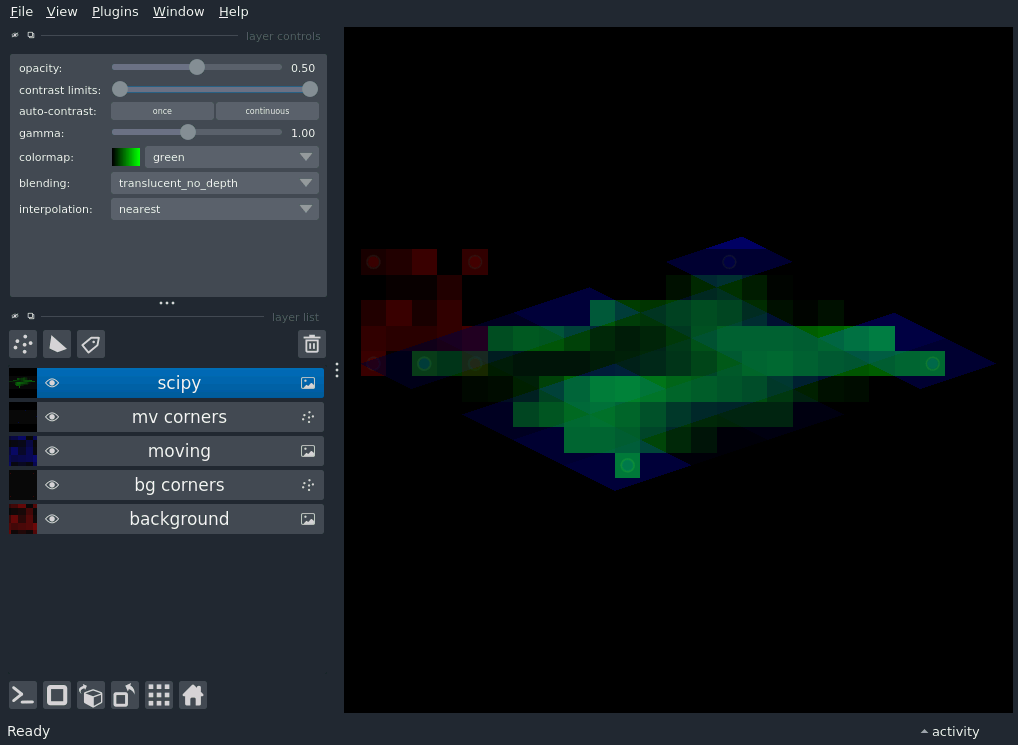 File View Plugins Window Help
layer controls
opacity: 0.50
contrast limits:
auto-contrast: once continuous
gamma: 1.00
colormap: green
blending: translucent_no_depth
interpolation: nearest
layer list
scipy
mv corners
moving
bg corners
background
Ready
activity